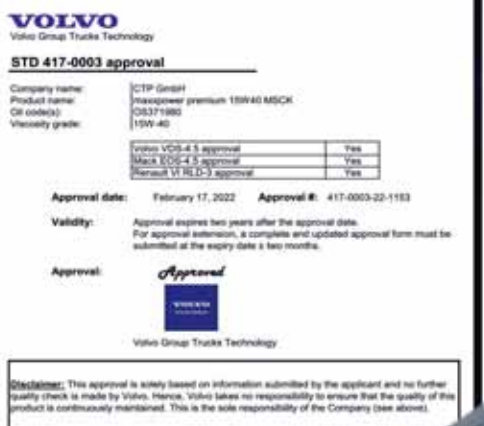 VOLVO
Volvo Group Trucks Technology
STD 417-0003 approval
Company name: CTP GmbH
Product name: maxxpower premium 15W40 MSCK
Oil code(s): OS371980
Viscosity grade: 15W-40
Volvo VDS-4.5 approval Yes
Mack EOS-4.5 approval Yes
Renault VI RLD-3 approval Yes
Approval date: February 17, 2022 Approval #: 417-0003-22-1153
Validity: Approval expires two years after the approval date.
For approval extension, a complete and updated approval form must be
submitted at the expiry date ± two months.
Approval: Approved
VOLVO
Volvo Group Trucks Technology
Disclaimer: This approval is solely based on information submitted by the applicant and no further
quality check is made by Volvo. Hence, Volvo takes no responsibility to ensure that the quality of this
product is continuously maintained. This is the sole responsibility of the Company (see above).